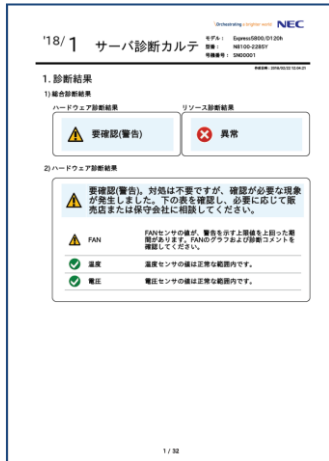 Orchestrating a brighter world NEC
'18/1 サーバ診断カルテ
モデル： Express5800/D120h
型番： N8100-2285Y
号機番号： SN00001
1. 診断結果
1) 総合診断結果
ハードウェア診断結果 リソース診断結果
要確認(警告) 異常
2)ハードウェア診断結果
要確認(警告)。対処は不要ですが、確認が必要な現象
が発生しました。下の表を確認し、必要に応じて販
売店または保守会社に相談してください。
FAN FANセンサの値が、警告を示す上限値を上回った期
間があります。FANのグラフおよび診断コメントを
確認してください。
温度 温度センサの値は正常な範囲内です。
電圧 電圧センサの値は正常な範囲内です。
1 / 32